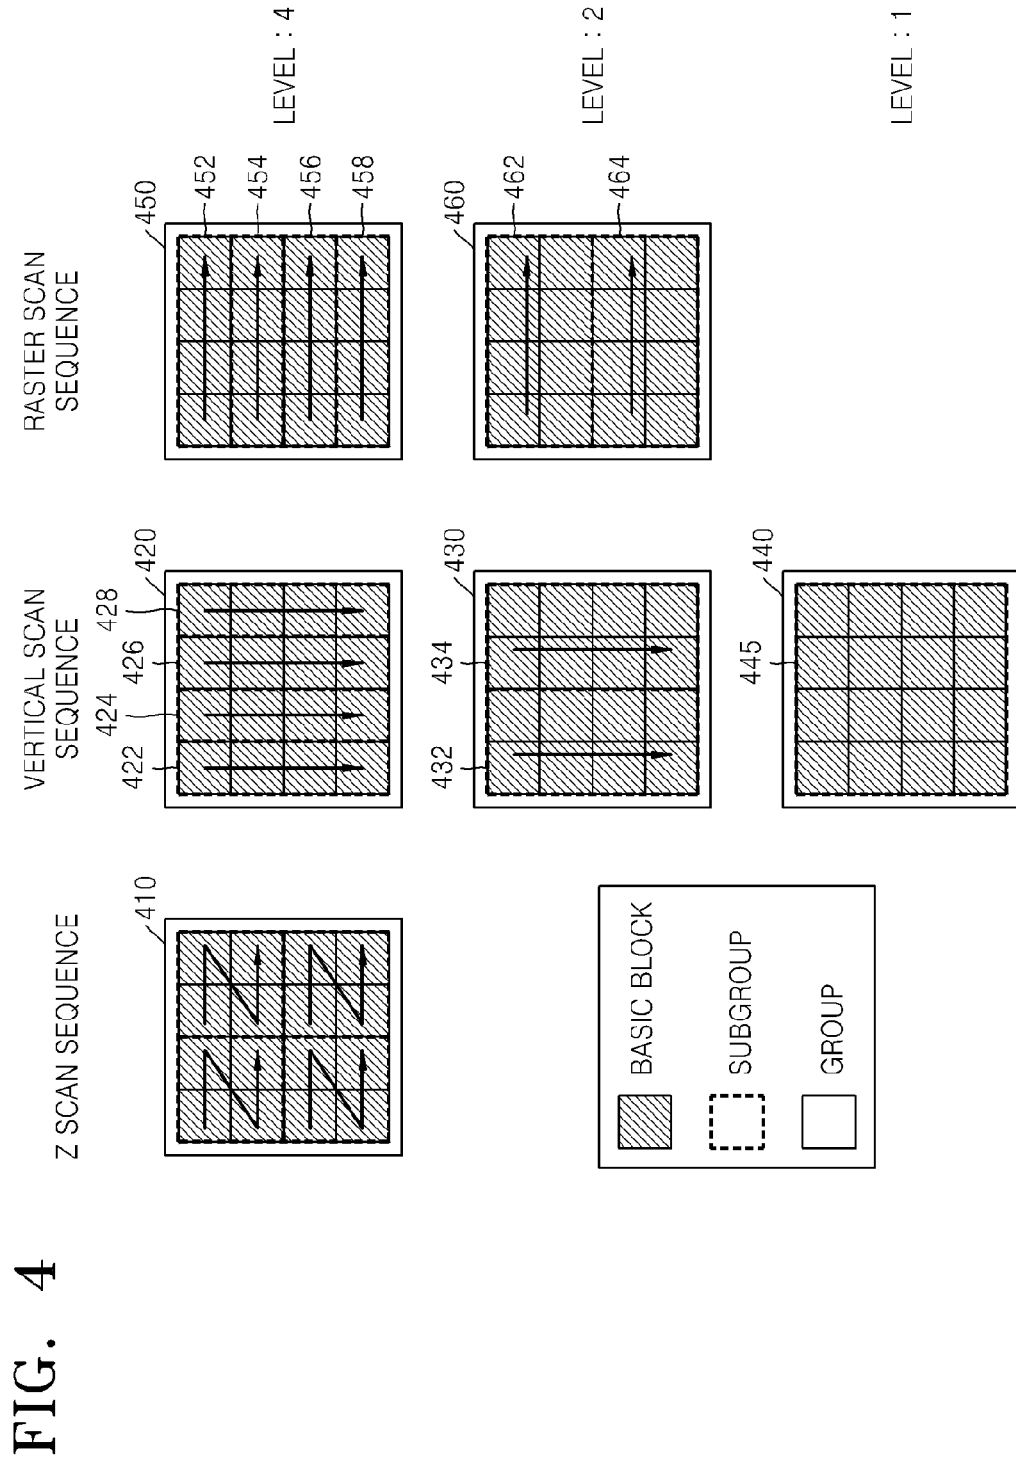 FIG. 4
Z SCAN SEQUENCE
VERTICAL SCAN
SEQUENCE
RASTER SCAN
SEQUENCE
410
422
424
426
428
420
450
452
454
456
458
LEVEL : 4
432
434
430
460
462
464
LEVEL : 2
445
440
LEVEL : 1
BASIC BLOCK
SUBGROUP
GROUP